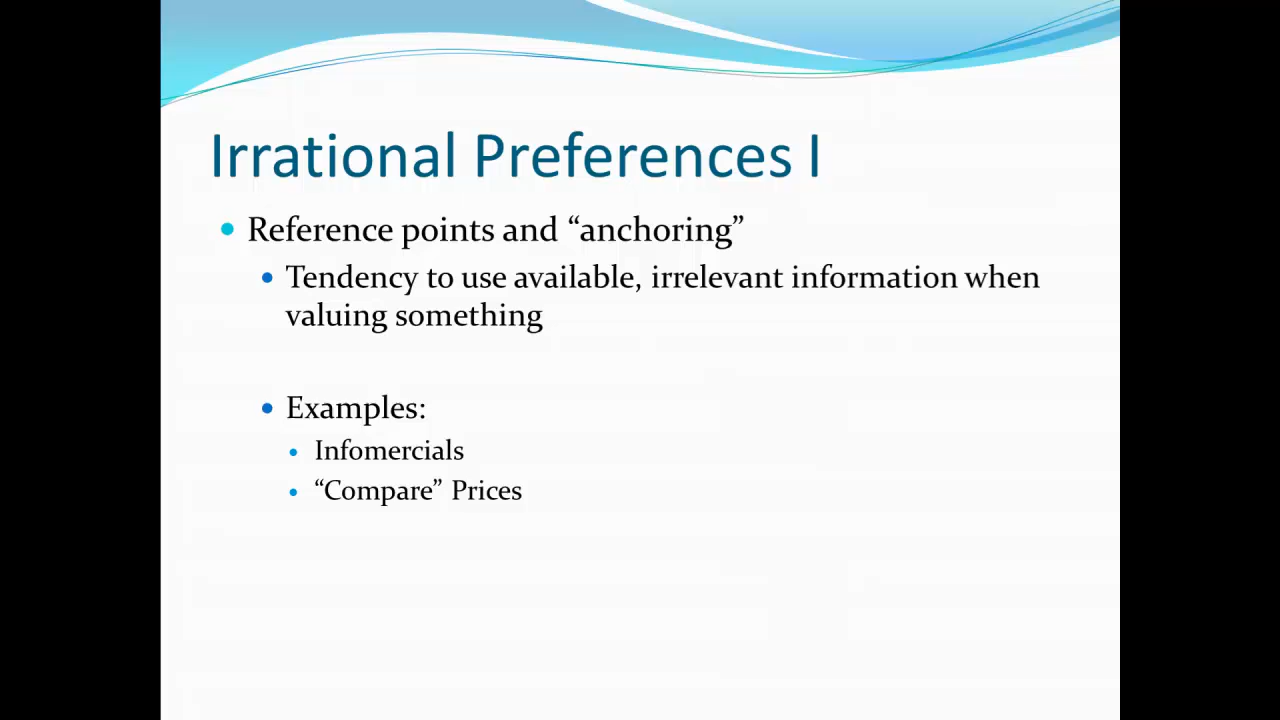 Irrational Preferences I
Reference points and “anchoring”
Tendency to use available, irrelevant information when
valuing something
Examples:
Infomercials
“Compare” Prices